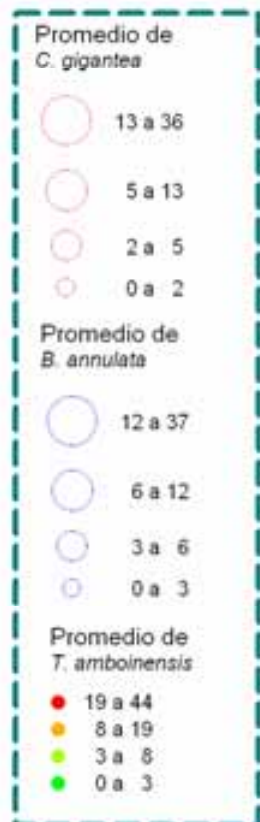 Promedio de
C. gigantea
13 a 36
5 a 13
2 a 5
0 a 2
Promedio de
B. annulata
12 a 37
6 a 12
3 a 6
0 a 3
Promedio de
T. amboinensis
19 a 44
8 a 19
3 a 8
0 a 3